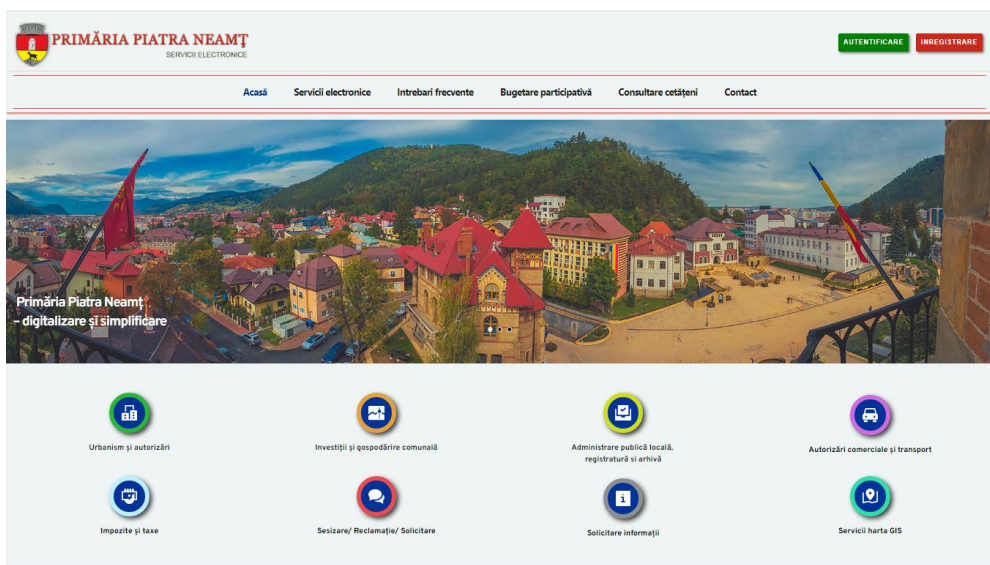 PRIMĂRIA PIATRA NEAMȚ
SERVICII ELECTRONICE
AUTENTIFICARE
INREGISTRARE
Acasă
Servicii electronice
Intrebari frecvente
Bugetare participativă
Consultare cetățeni
Contact
Primăria Piatra Neamț
- digitalizare și simplificare
Urbanism și autorizări
Investiții și gospodărire comunală
Administrare publică locală,
registratură si arhivă
Autorizări comerciale și transport
Impozite și taxe
Sesizare/ Reclamație/ Solicitare
Solicitare informații
Servicii harta GIS